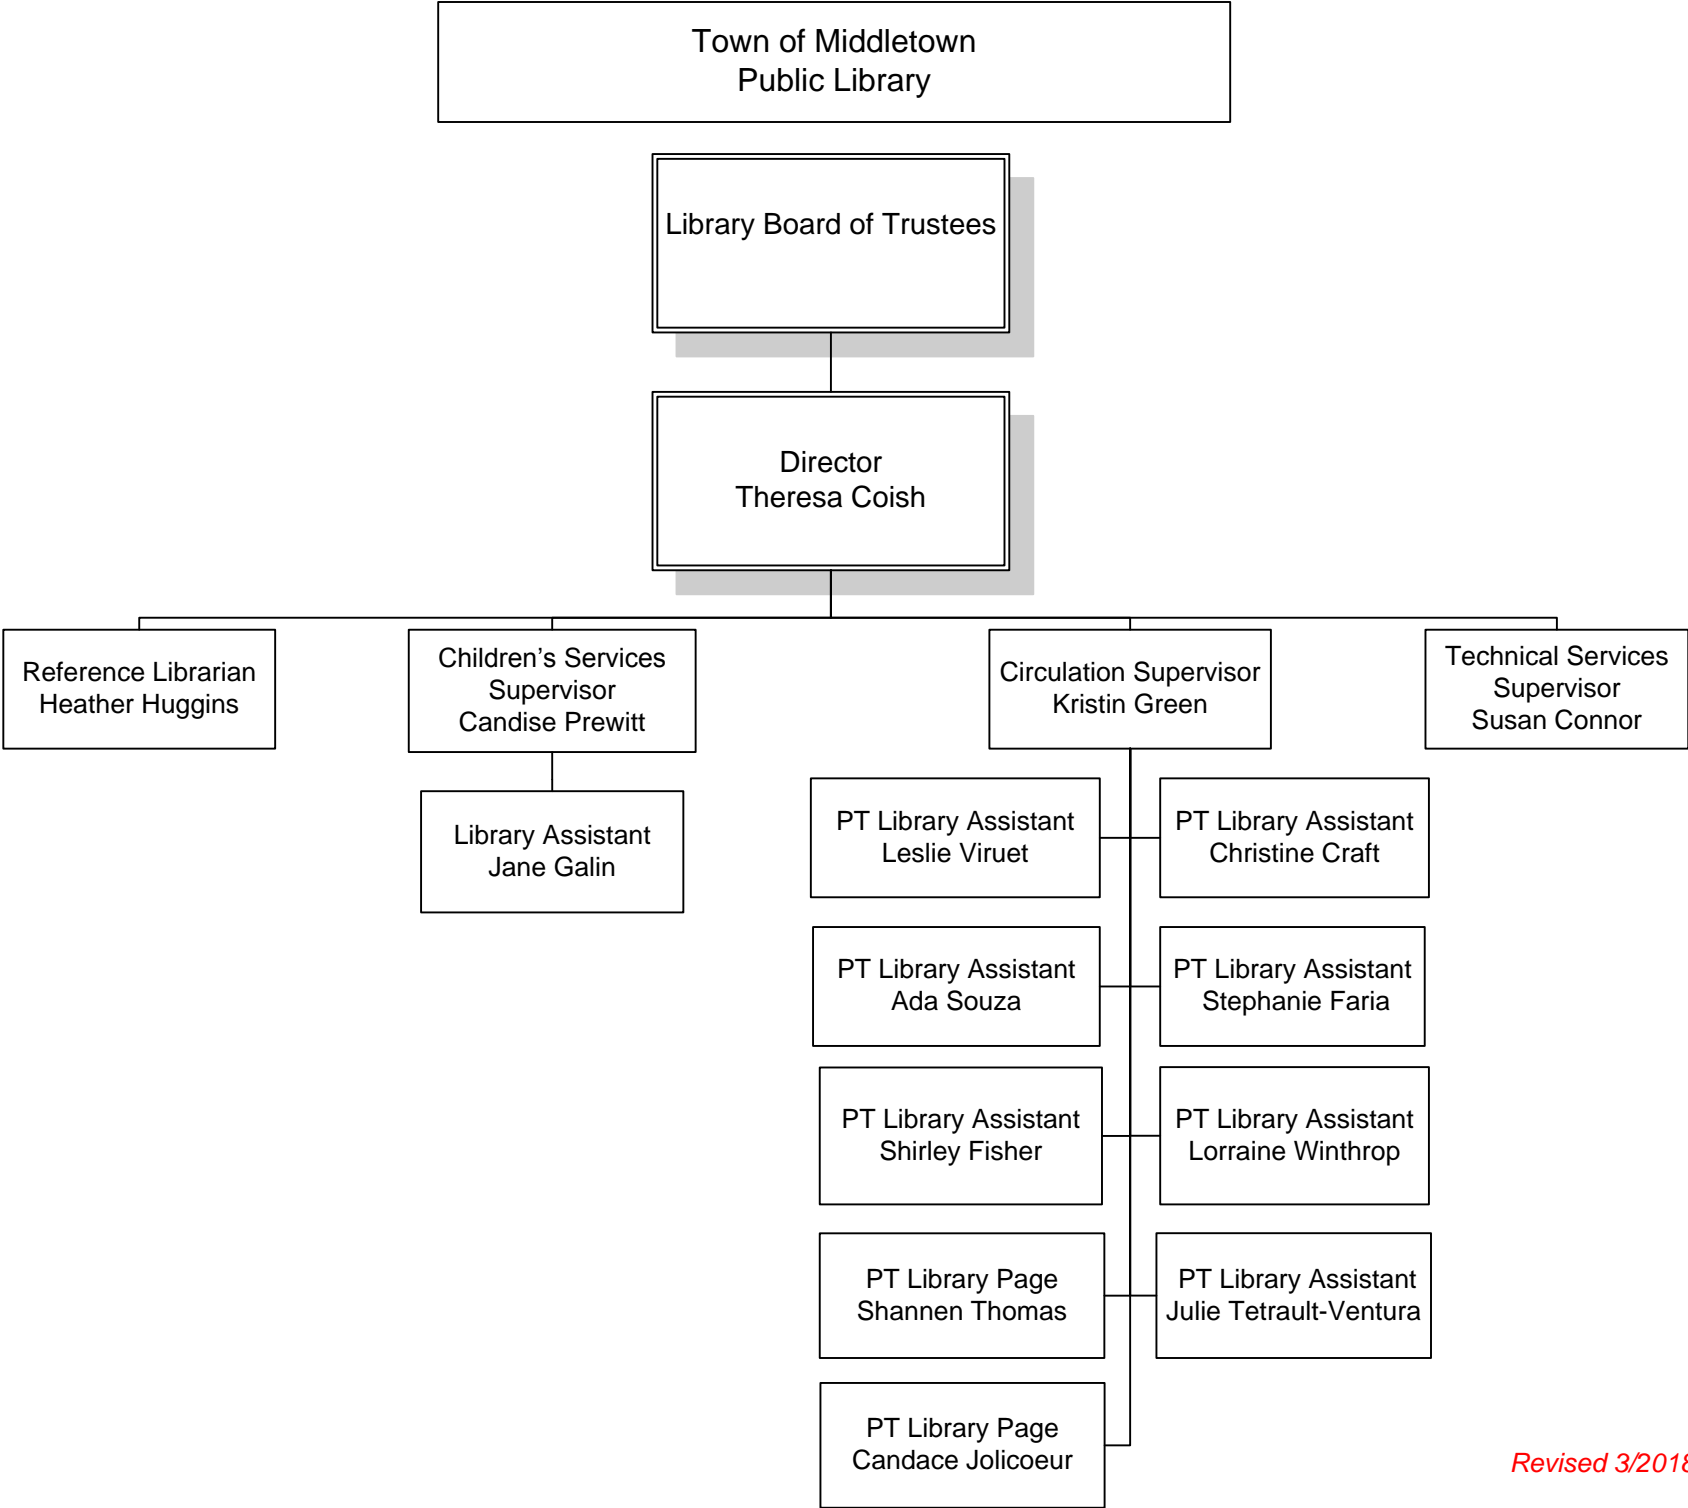 Town of Middletown
Public Library
Library Board of Trustees
Director
Theresa Coish
Reference Librarian
Heather Huggins
Children’s Services
Supervisor
Candise Prewitt
Circulation Supervisor
Kristin Green
Technical Services
Supervisor
Susan Connor
Library Assistant
Jane Galin
PT Library Assistant
Leslie Viruet
PT Library Assistant
Christine Craft
PT Library Assistant
Ada Souza
PT Library Assistant
Stephanie Faria
PT Library Assistant
Shirley Fisher
PT Library Assistant
Lorraine Winthrop
PT Library Page
Shannen Thomas
PT Library Assistant
Julie Tetrault-Ventura
PT Library Page
Candace Jolicoeur
Revised 3/2018